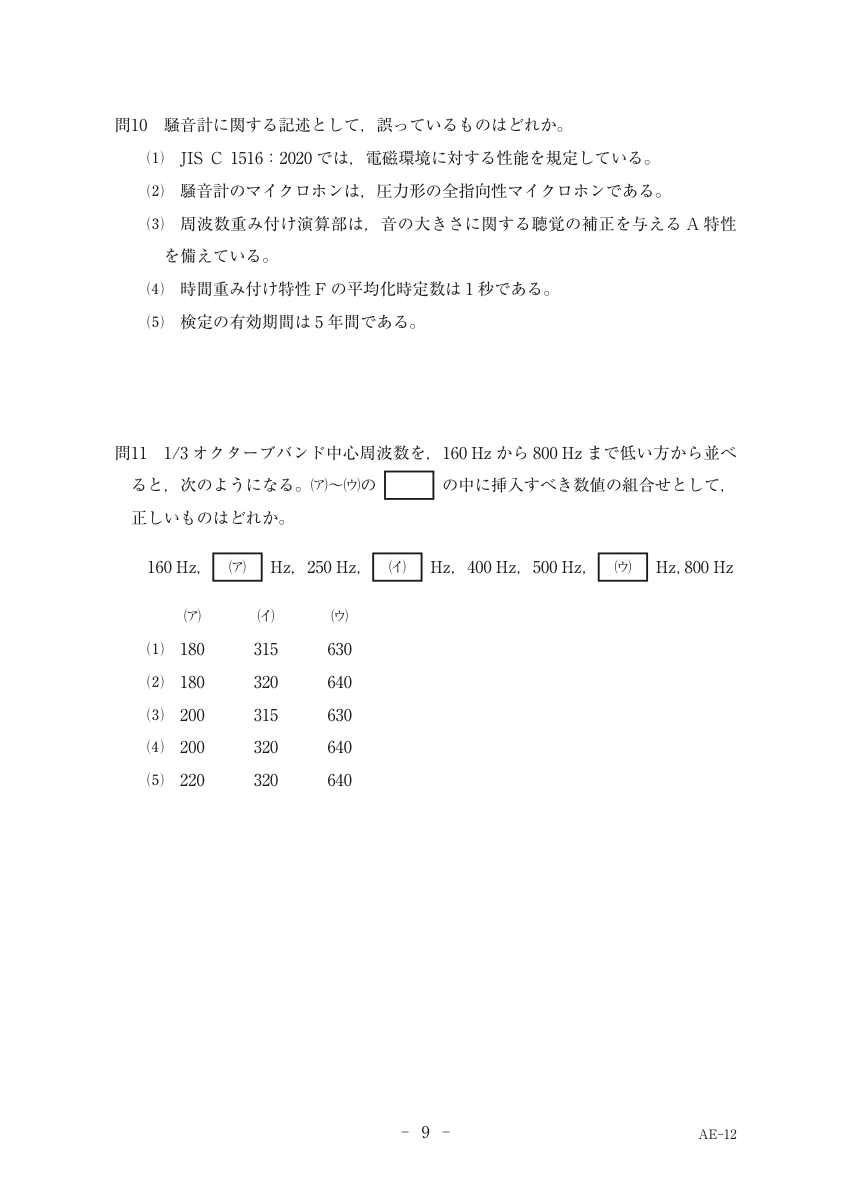 問10　騒音計に関する記述として，誤っているものはどれか。
⑴　JIS C 1516：2020 では，電磁環境に対する性能を規定している。
⑵　騒音計のマイクロホンは，圧力形の全指向性マイクロホンである。
⑶　周波数重み付け演算部は，音の大きさに関する聴覚の補正を与える A 特性
を備えている。
⑷　時間重み付け特性 F の平均化時定数は 1 秒である。
⑸　検定の有効期間は 5 年間である。
問11　1/3 オクターブバンド中心周波数を，160 Hz から 800 Hz まで低い方から並べ
ると，次のようになる。㋐～㋒の　　　の中に挿入すべき数値の組合せとして，
正しいものはどれか。
160 Hz, (ア) Hz, 250 Hz, (イ) Hz, 400 Hz, 500 Hz, (ウ) Hz, 800 Hz
(ア)　(イ)　(ウ)
⑴　180　315　630
⑵　180　320　640
⑶　200　315　630
⑷　200　320　640
⑸　220　320　640
－ 9 －
AE-12